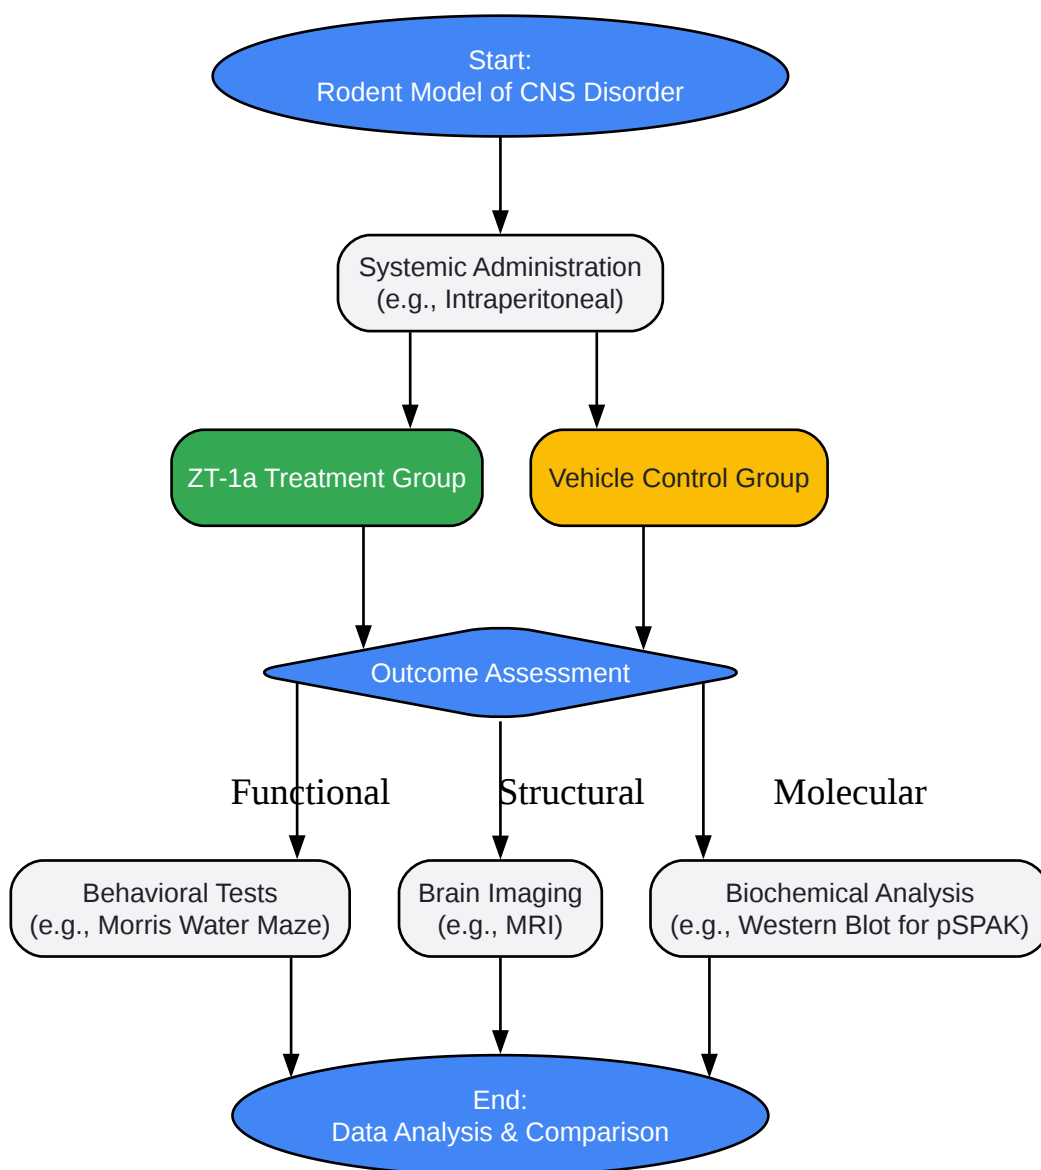 Start:
Rodent Model of CNS Disorder
Systemic Administration
(e.g., Intraperitoneal)
ZT-1a Treatment Group
Vehicle Control Group
Outcome Assessment
Functional
Structural
Molecular
Behavioral Tests
(e.g., Morris Water Maze)
Brain Imaging
(e.g., MRI)
Biochemical Analysis
(e.g., Western Blot for pSPAK)
End:
Data Analysis & Comparison